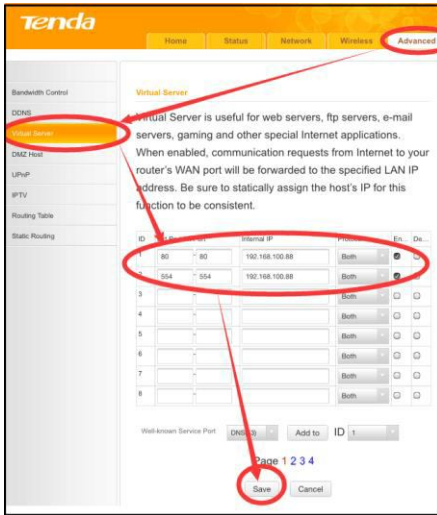 Tenda
Home Status Network Wireless Advanced
Bandwidth Control
DDNS
Virtual Server
DMZ Host
UPnP
IPTV
Routing Table
Static Routing
Virtual Server
Virtual Server is useful for web servers, ftp servers, e-mail
servers, gaming and other special Internet applications.
When enabled, communication requests from Internet to your
router's WAN port will be forwarded to the specified LAN IP
address. Be sure to statically assign the host's IP for this
function to be consistent.
ID Internal IP En... De...
1 80 - 80 192.168.100.88 Both
2 554 - 554 192.168.100.88 Both
3 - Both
4 - Both
5 - Both
6 - Both
7 - Both
8 - Both
Well-known Service Port Add to ID 1
Page 1 2 3 4
Save Cancel